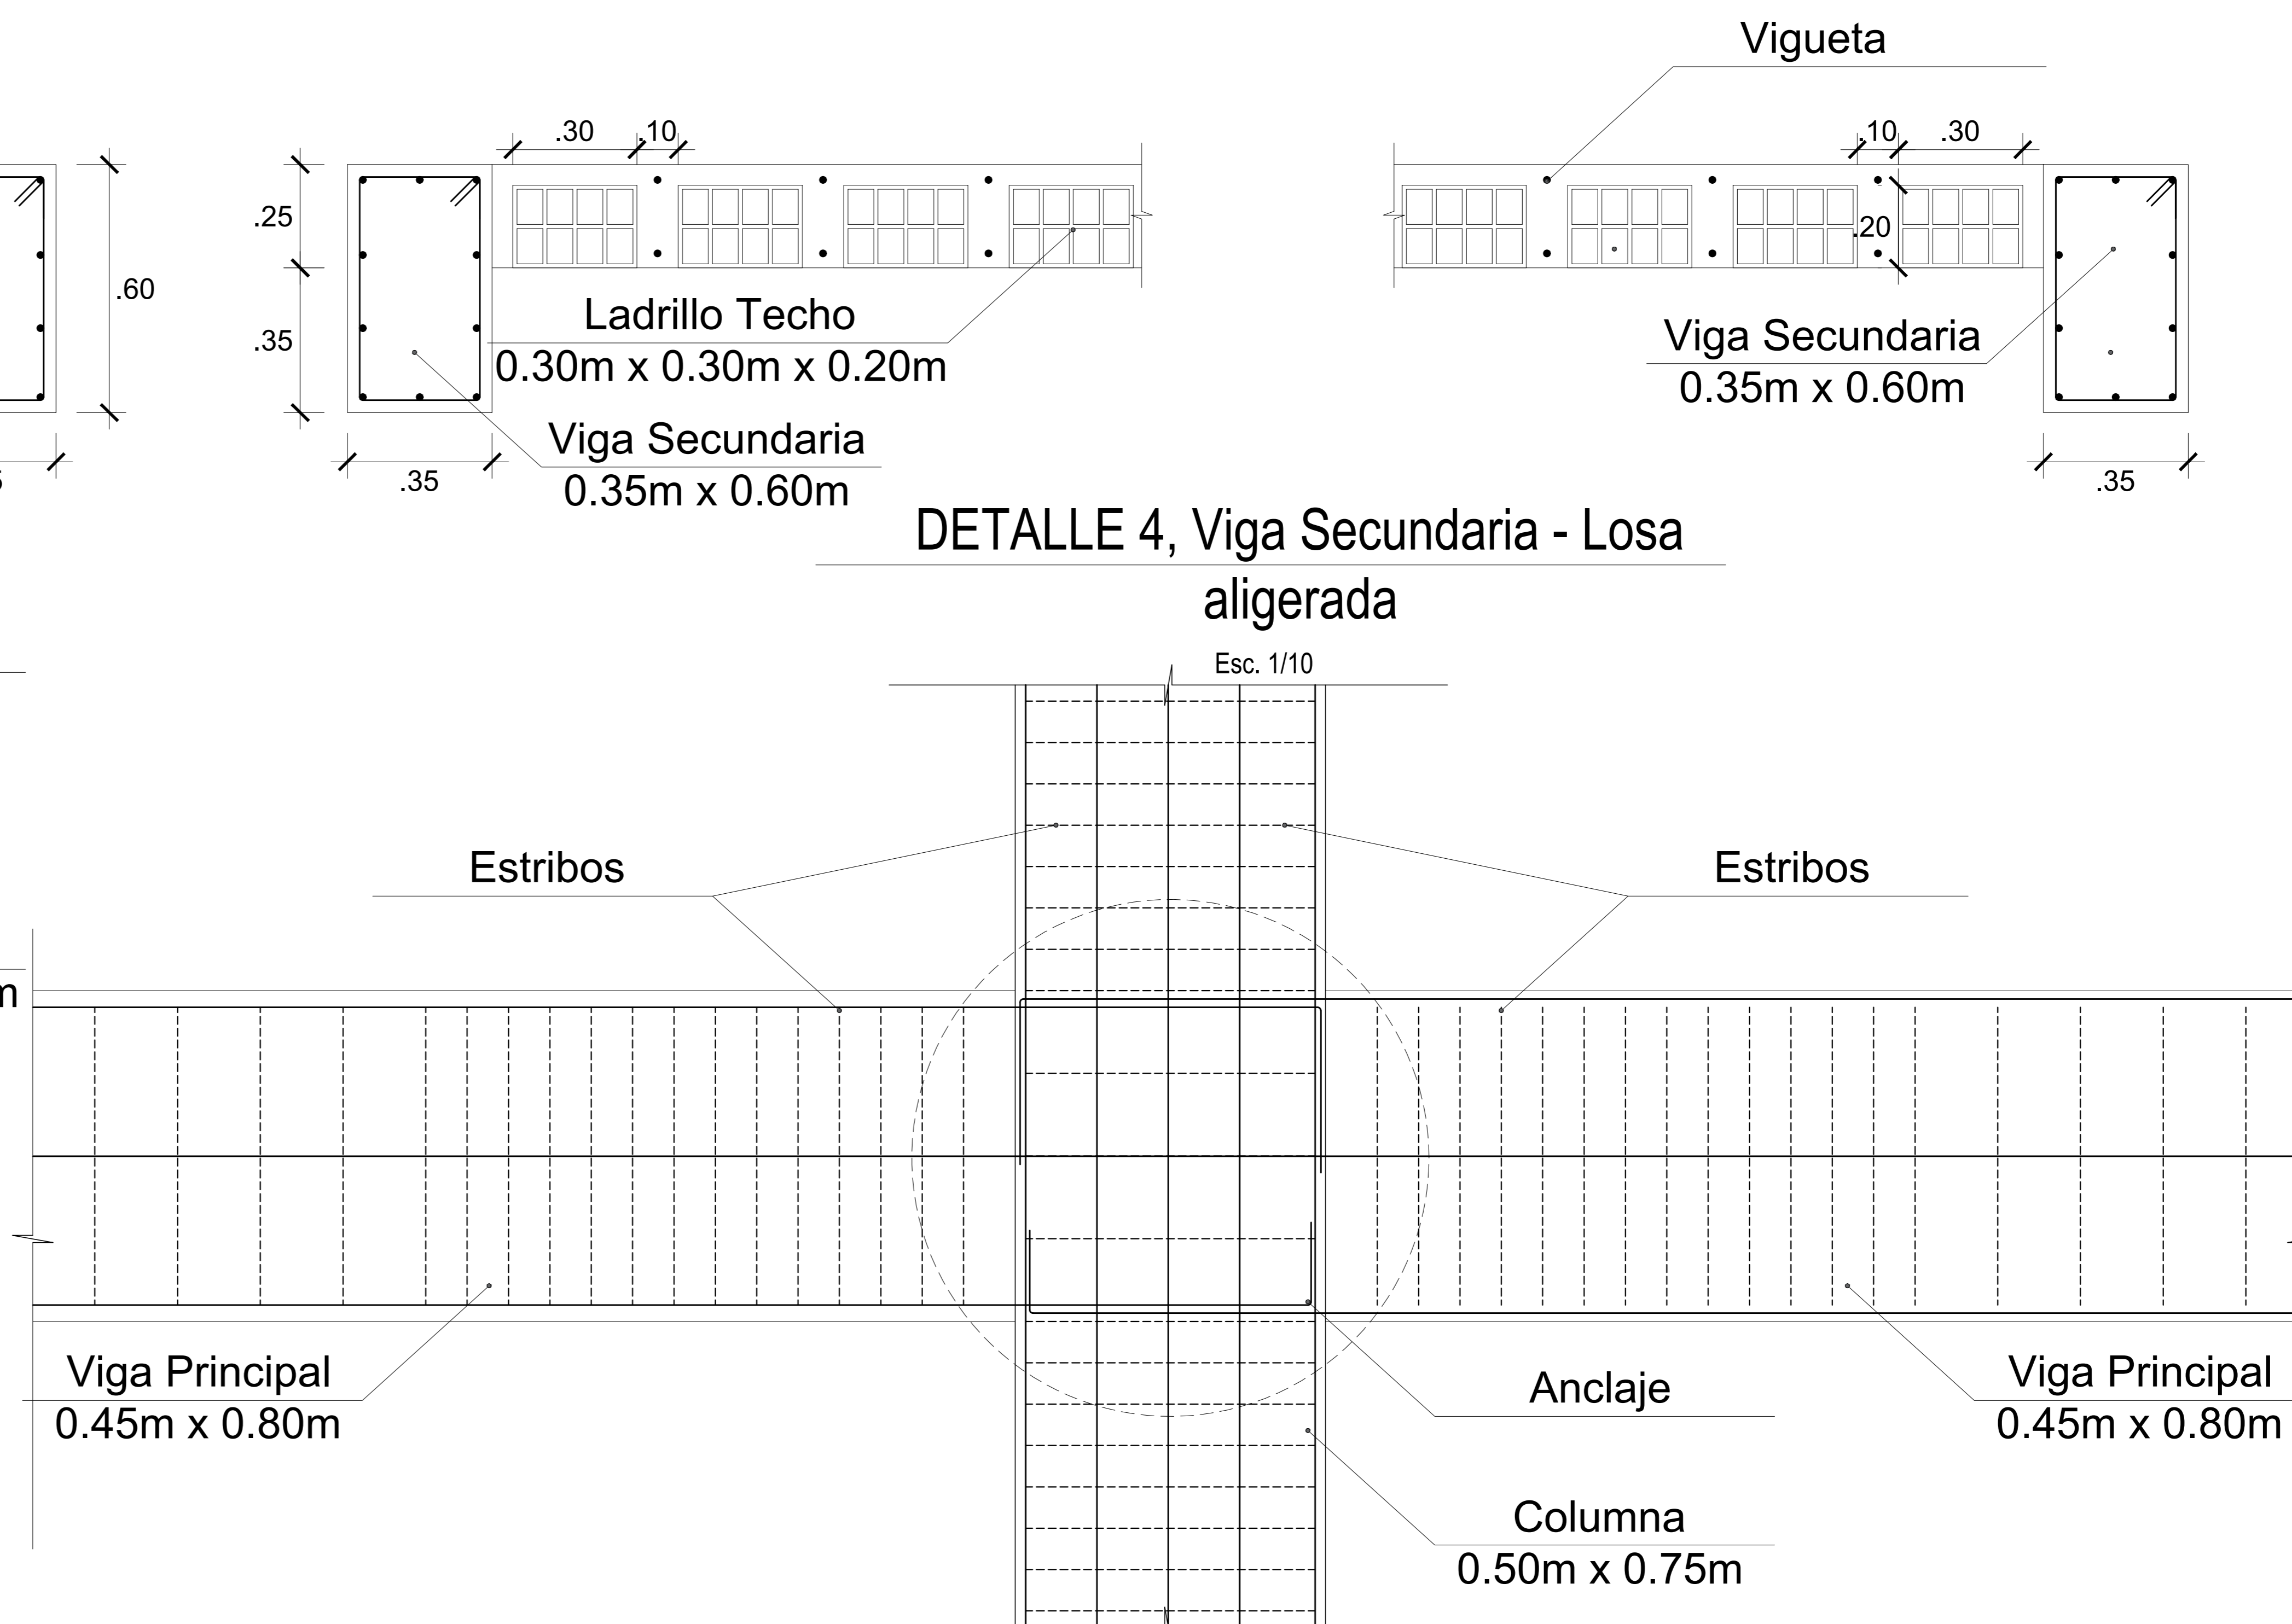 Vigueta
.30
.10
.10
.30
.25
.60
.20
.35
Ladrillo Techo
0.30m x 0.30m x 0.20m
Viga Secundaria
0.35m x 0.60m
Viga Secundaria
0.35m x 0.60m
.35
.35
DETALLE 4, Viga Secundaria - Losa
aligerada
Esc. 1/10
Estribos
Estribos
m
Viga Principal
0.45m x 0.80m
Anclaje
Viga Principal
0.45m x 0.80m
Columna
0.50m x 0.75m